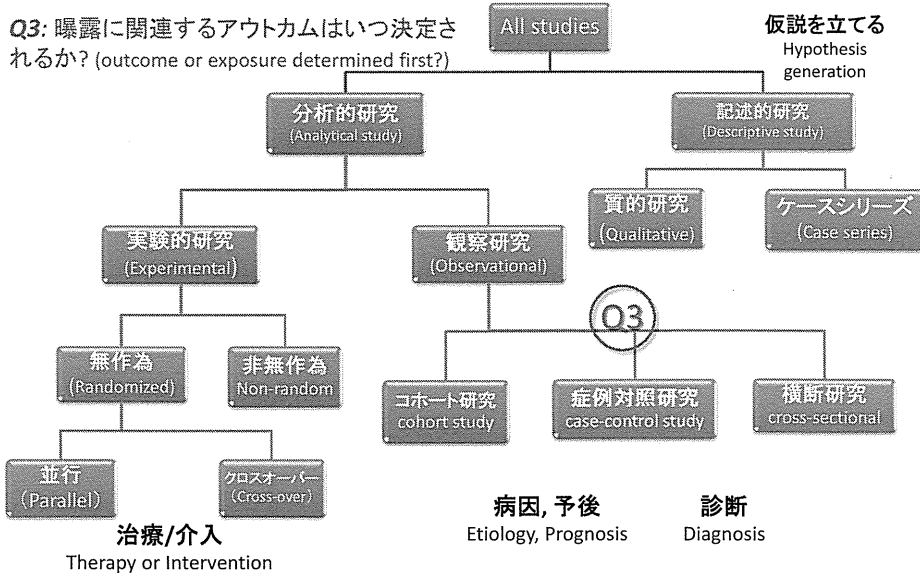 Q3: 曝露に関連するアウトカムはいつ決定さ
れるか? (outcome or exposure determined first?)
All studies
仮説を立てる
Hypothesis
generation
分析的研究
(Analytical study)
記述的研究
(Descriptive study)
質的研究
(Qualitative)
ケースシリーズ
(Case series)
実験的研究
(Experimental)
観察研究
(Observational)
Q3
無作為
(Randomized)
非無作為
Non-random
コホート研究
cohort study
症例対照研究
case-control study
横断研究
cross-sectional
並行
(Parallel)
クロスオーバー
(Cross-over)
治療/介入
Therapy or Intervention
病因, 予後
Etiology, Prognosis
診断
Diagnosis